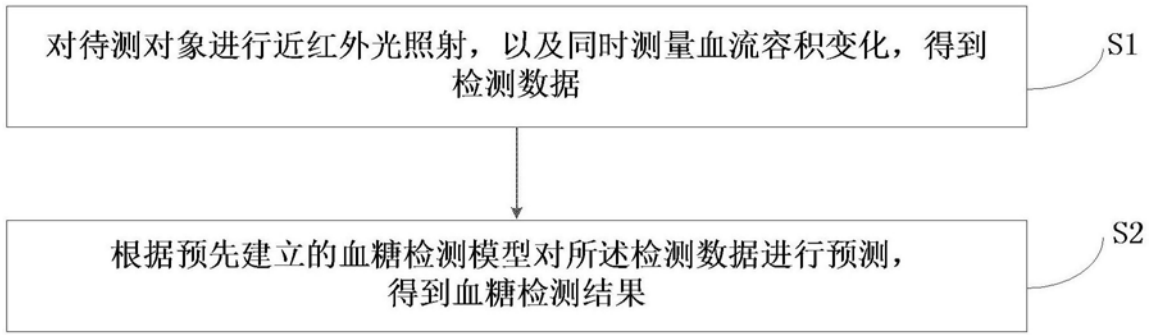 对待测对象进行近红外光照射，以及同时测量血流容积变化，得到
检测数据
S1
根据预先建立的血糖检测模型对所述检测数据进行预测，
得到血糖检测结果
S2